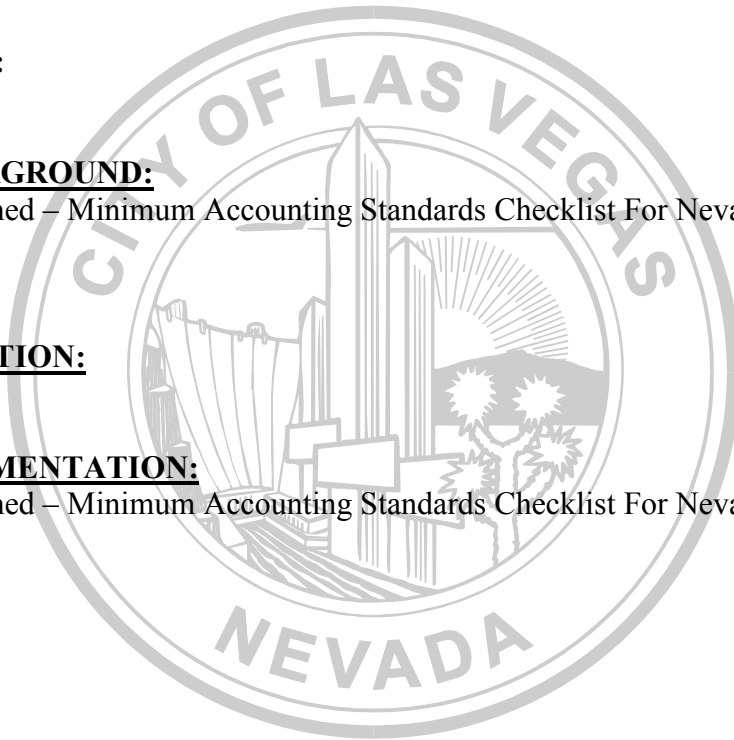 :
CITY OF LAS VEGAS
GROUND:
ned – Minimum Accounting Standards Checklist For Neva
TION:
MENTATION:
ned – Minimum Accounting Standards Checklist For Neva
NEVADA